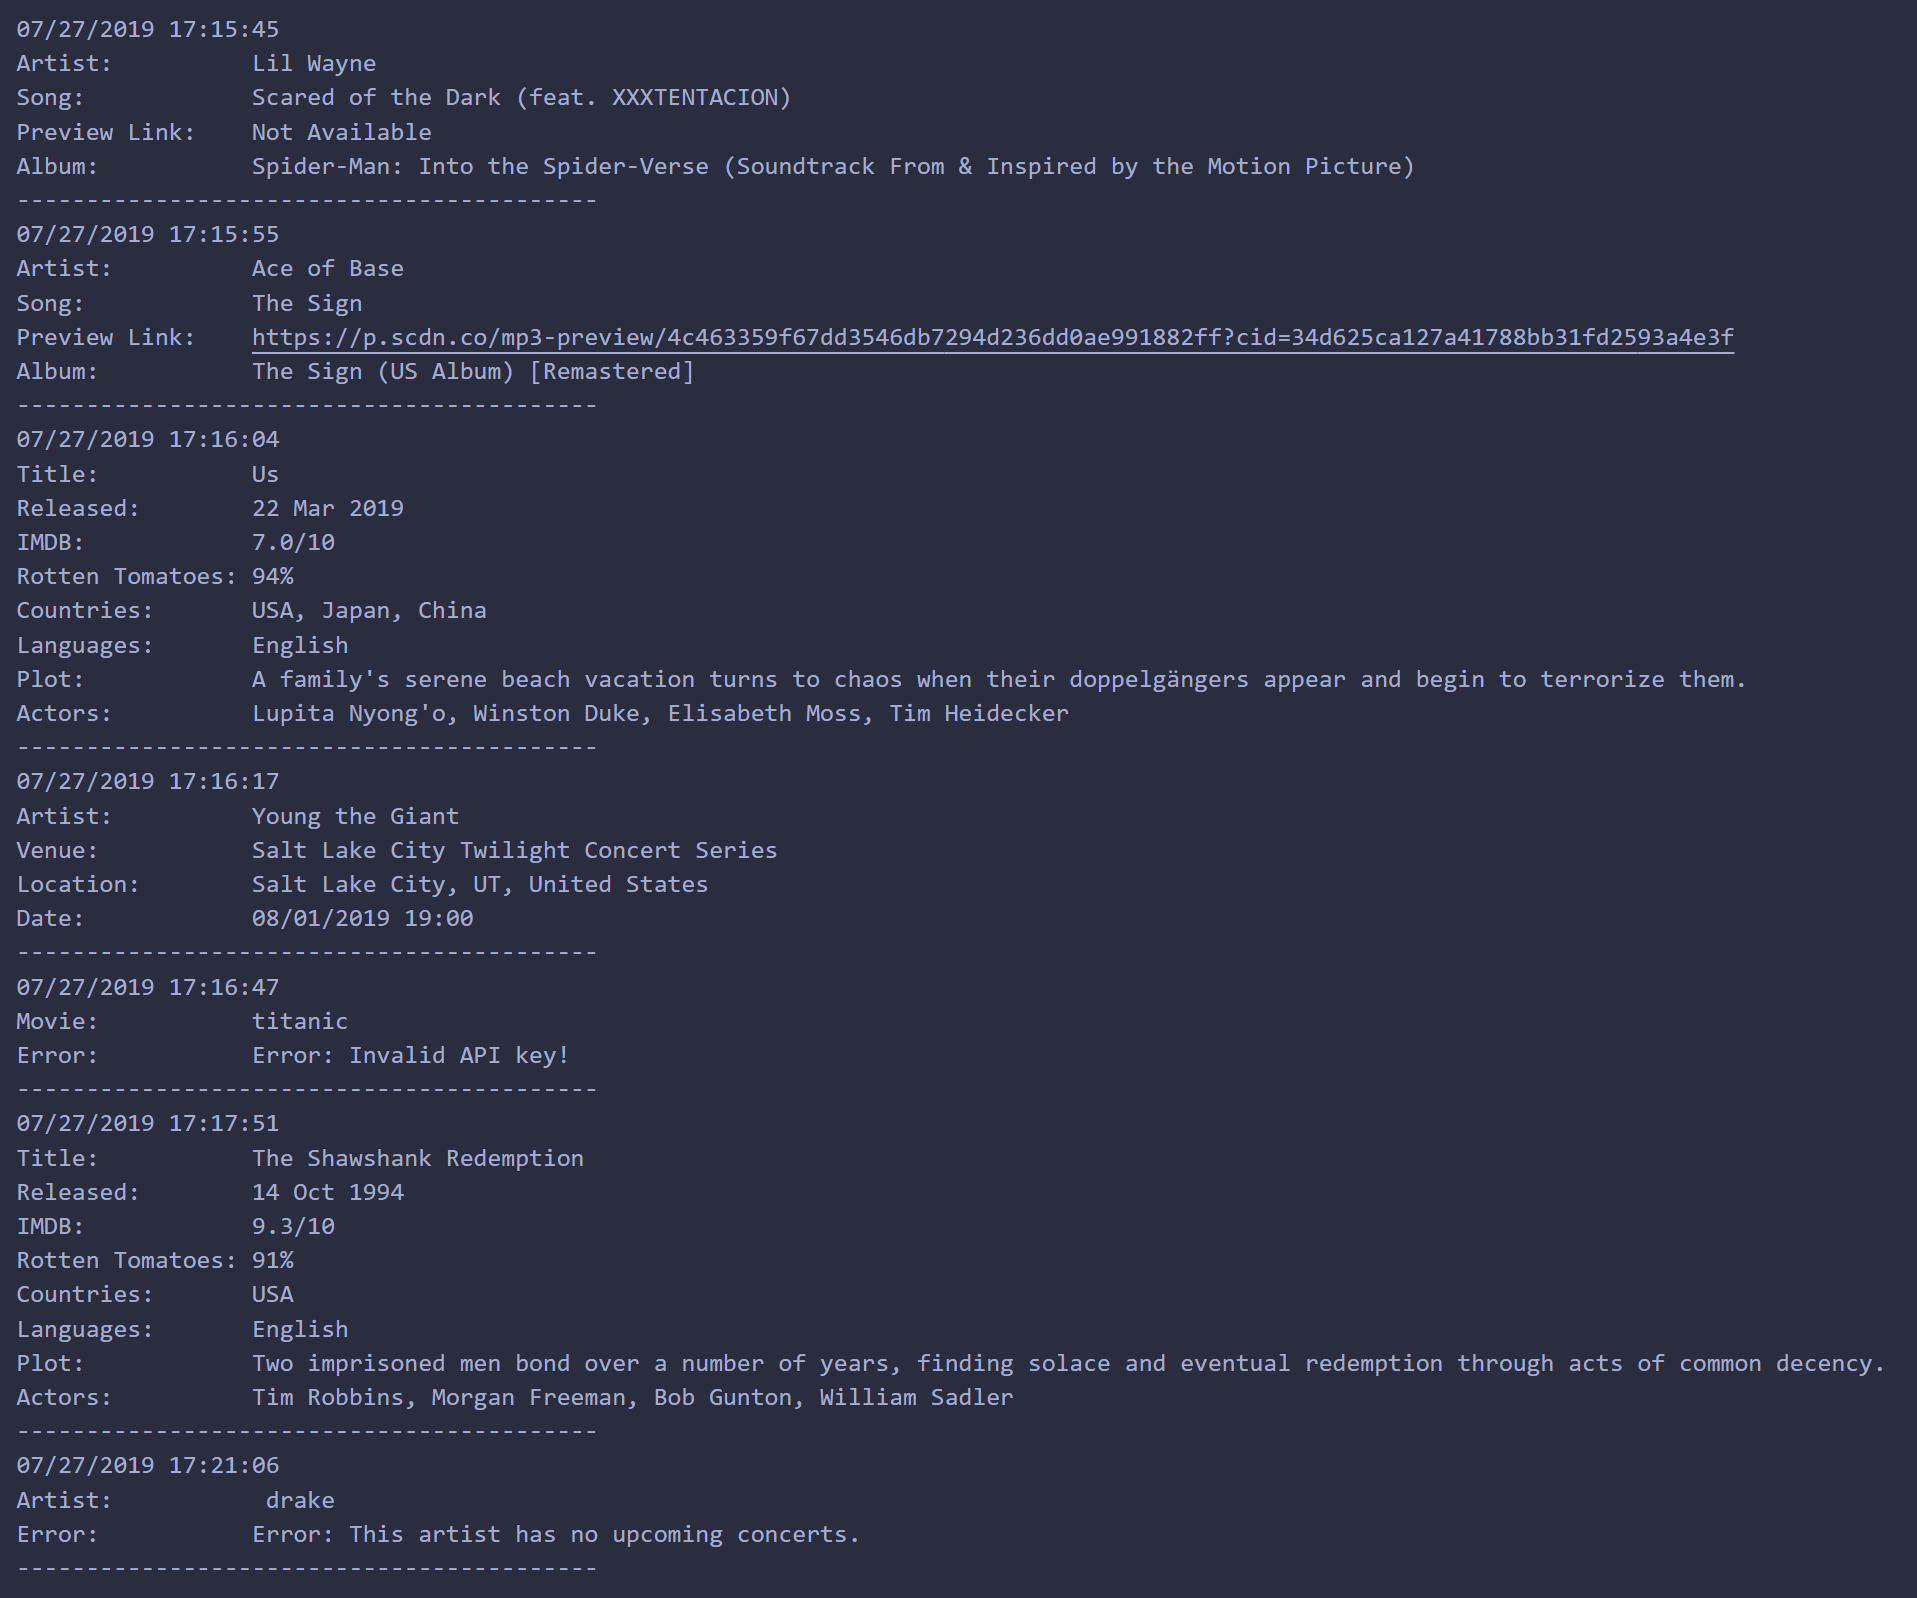 07/27/2019 17:15:45
Artist:          Lil Wayne
Song:            Scared of the Dark (feat. XXXTENTACION)
Preview Link:    Not Available
Album:           Spider-Man: Into the Spider-Verse (Soundtrack From & Inspired by the Motion Picture)
------------------------------------------
07/27/2019 17:15:55
Artist:          Ace of Base
Song:            The Sign
Preview Link:    https://p.scdn.co/mp3-preview/4c463359f67dd3546db7294d236dd0ae991882ff?cid=34d625ca127a41788bb31fd2593a4e3f
Album:           The Sign (US Album) [Remastered]
------------------------------------------
07/27/2019 17:16:04
Title:           Us
Released:        22 Mar 2019
IMDB:            7.0/10
Rotten Tomatoes: 94%
Countries:       USA, Japan, China
Languages:       English
Plot:            A family's serene beach vacation turns to chaos when their doppelgängers appear and begin to terrorize them.
Actors:          Lupita Nyong'o, Winston Duke, Elisabeth Moss, Tim Heidecker
------------------------------------------
07/27/2019 17:16:17
Artist:          Young the Giant
Venue:           Salt Lake City Twilight Concert Series
Location:        Salt Lake City, UT, United States
Date:            08/01/2019 19:00
------------------------------------------
07/27/2019 17:16:47
Movie:           titanic
Error:           Error: Invalid API key!
------------------------------------------
07/27/2019 17:17:51
Title:           The Shawshank Redemption
Released:        14 Oct 1994
IMDB:            9.3/10
Rotten Tomatoes: 91%
Countries:       USA
Languages:       English
Plot:            Two imprisoned men bond over a number of years, finding solace and eventual redemption through acts of common decency.
Actors:          Tim Robbins, Morgan Freeman, Bob Gunton, William Sadler
------------------------------------------
07/27/2019 17:21:06
Artist:           drake
Error:           Error: This artist has no upcoming concerts.
------------------------------------------